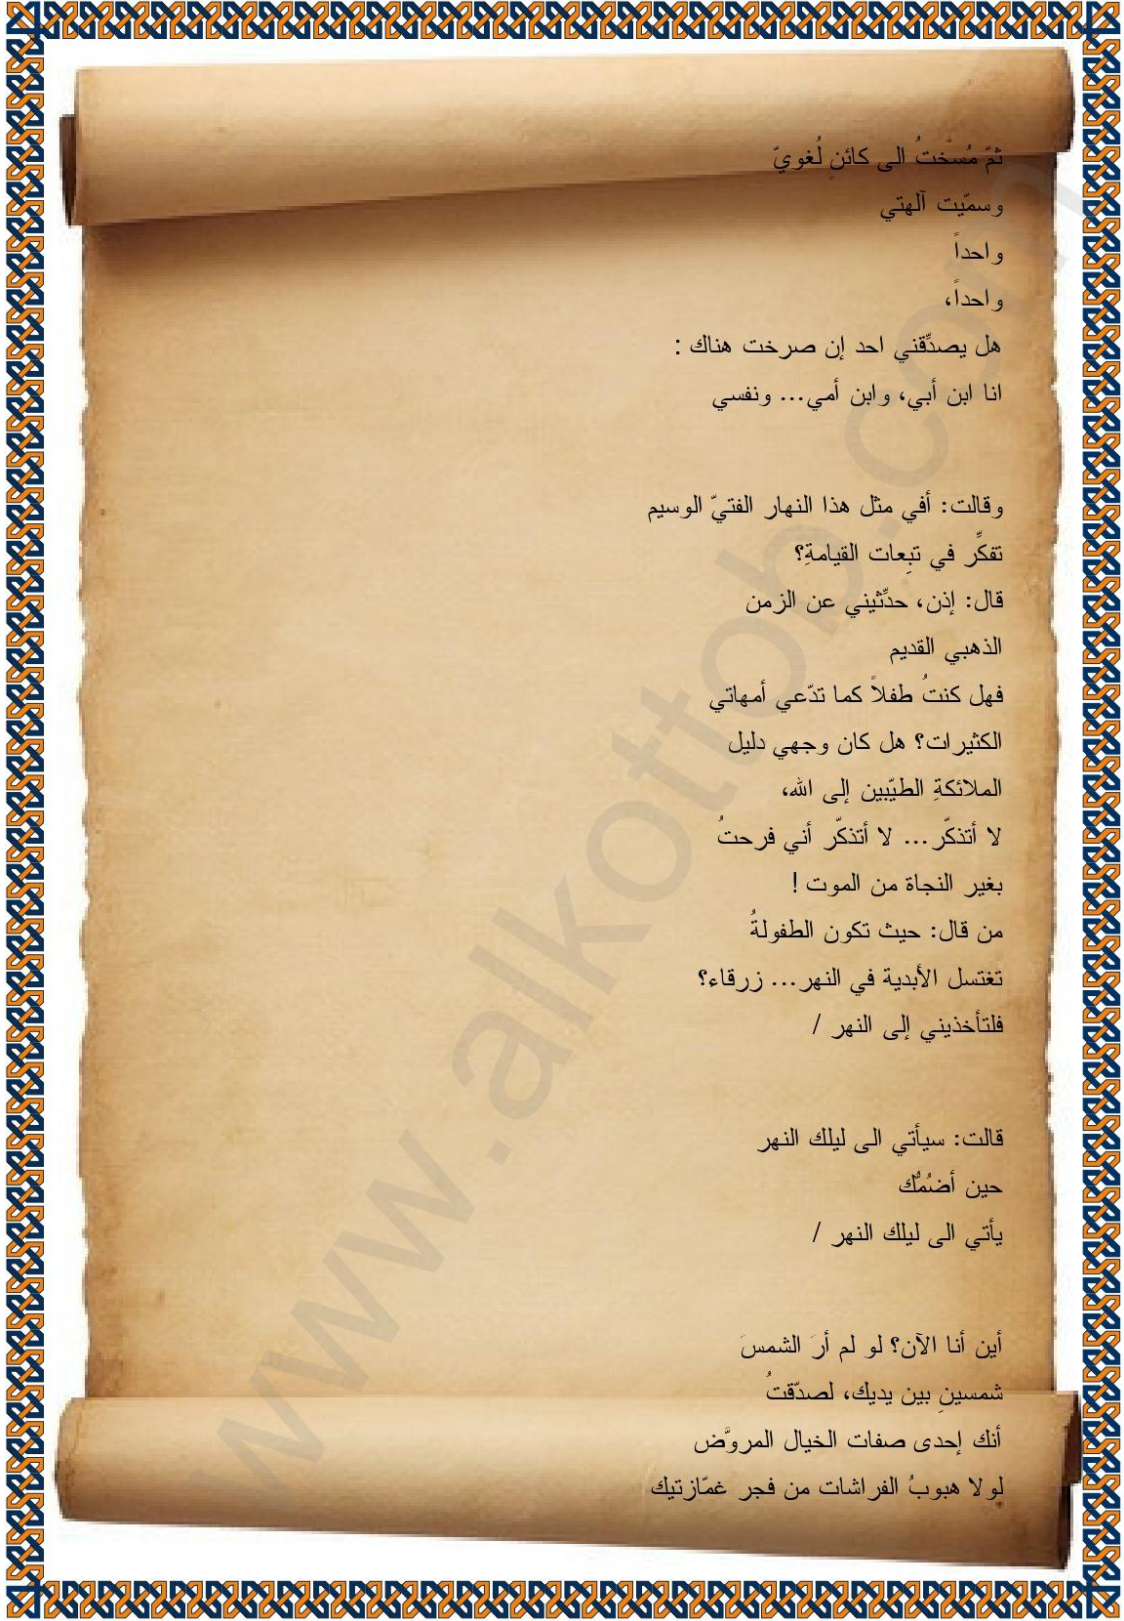 ثمّ مُسْختُ الى كائنٍ لُغويّ
وسمّيت آلهتي
واحداً
واحداً،
هل يصدِّقني احد إن صرخت هناك :
انا ابن أبي، وابن أمي... ونفسي
وقالت: أفي مثل هذا النهار الفتيّ الوسيم
تفكِّر في تبِعات القيامةِ؟
قال: إذن، حدِّثيني عن الزمن
الذهبي القديم
فهل كنتُ طفلاً كما تدّعي أمهاتي
الكثيرات؟ هل كان وجهي دليل
الملائكةِ الطيّبين إلى الله،
لا أتذكّر... لا أتذكّر أني فرحتُ
بغير النجاة من الموت !
من قال: حيث تكون الطفولةُ
تغتسل الأبدية في النهر... زرقاء؟
فلتأخذيني إلى النهر /
قالت: سيأتي الى ليلك النهر
حين أضُمُّك
يأتي الى ليلك النهر /
أين أنا الآن؟ لو لم أرَ الشمسَ
شمسينِ بين يديك، لصدّقتُ
أنك إحدى صفات الخيال المروَّض
لولا هبوبُ الفراشات من فجر غمّازتيك
www.alkottob.com